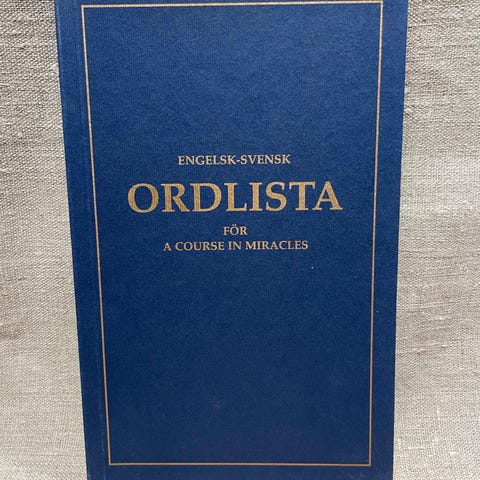 ENGELSK-SVENSK
ORDLISTA
FÖR
A COURSE IN MIRACLES